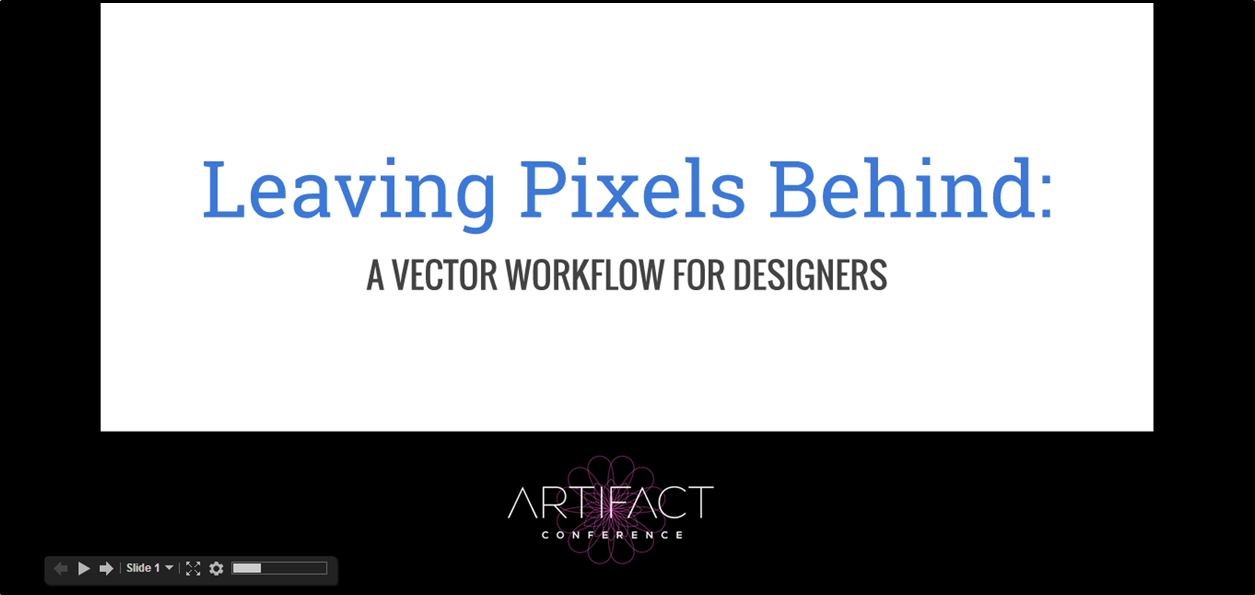 Leaving Pixels Behind:
A VECTOR WORKFLOW FOR DESIGNERS
ARTIFACT
CONFERENCE
Slide 1